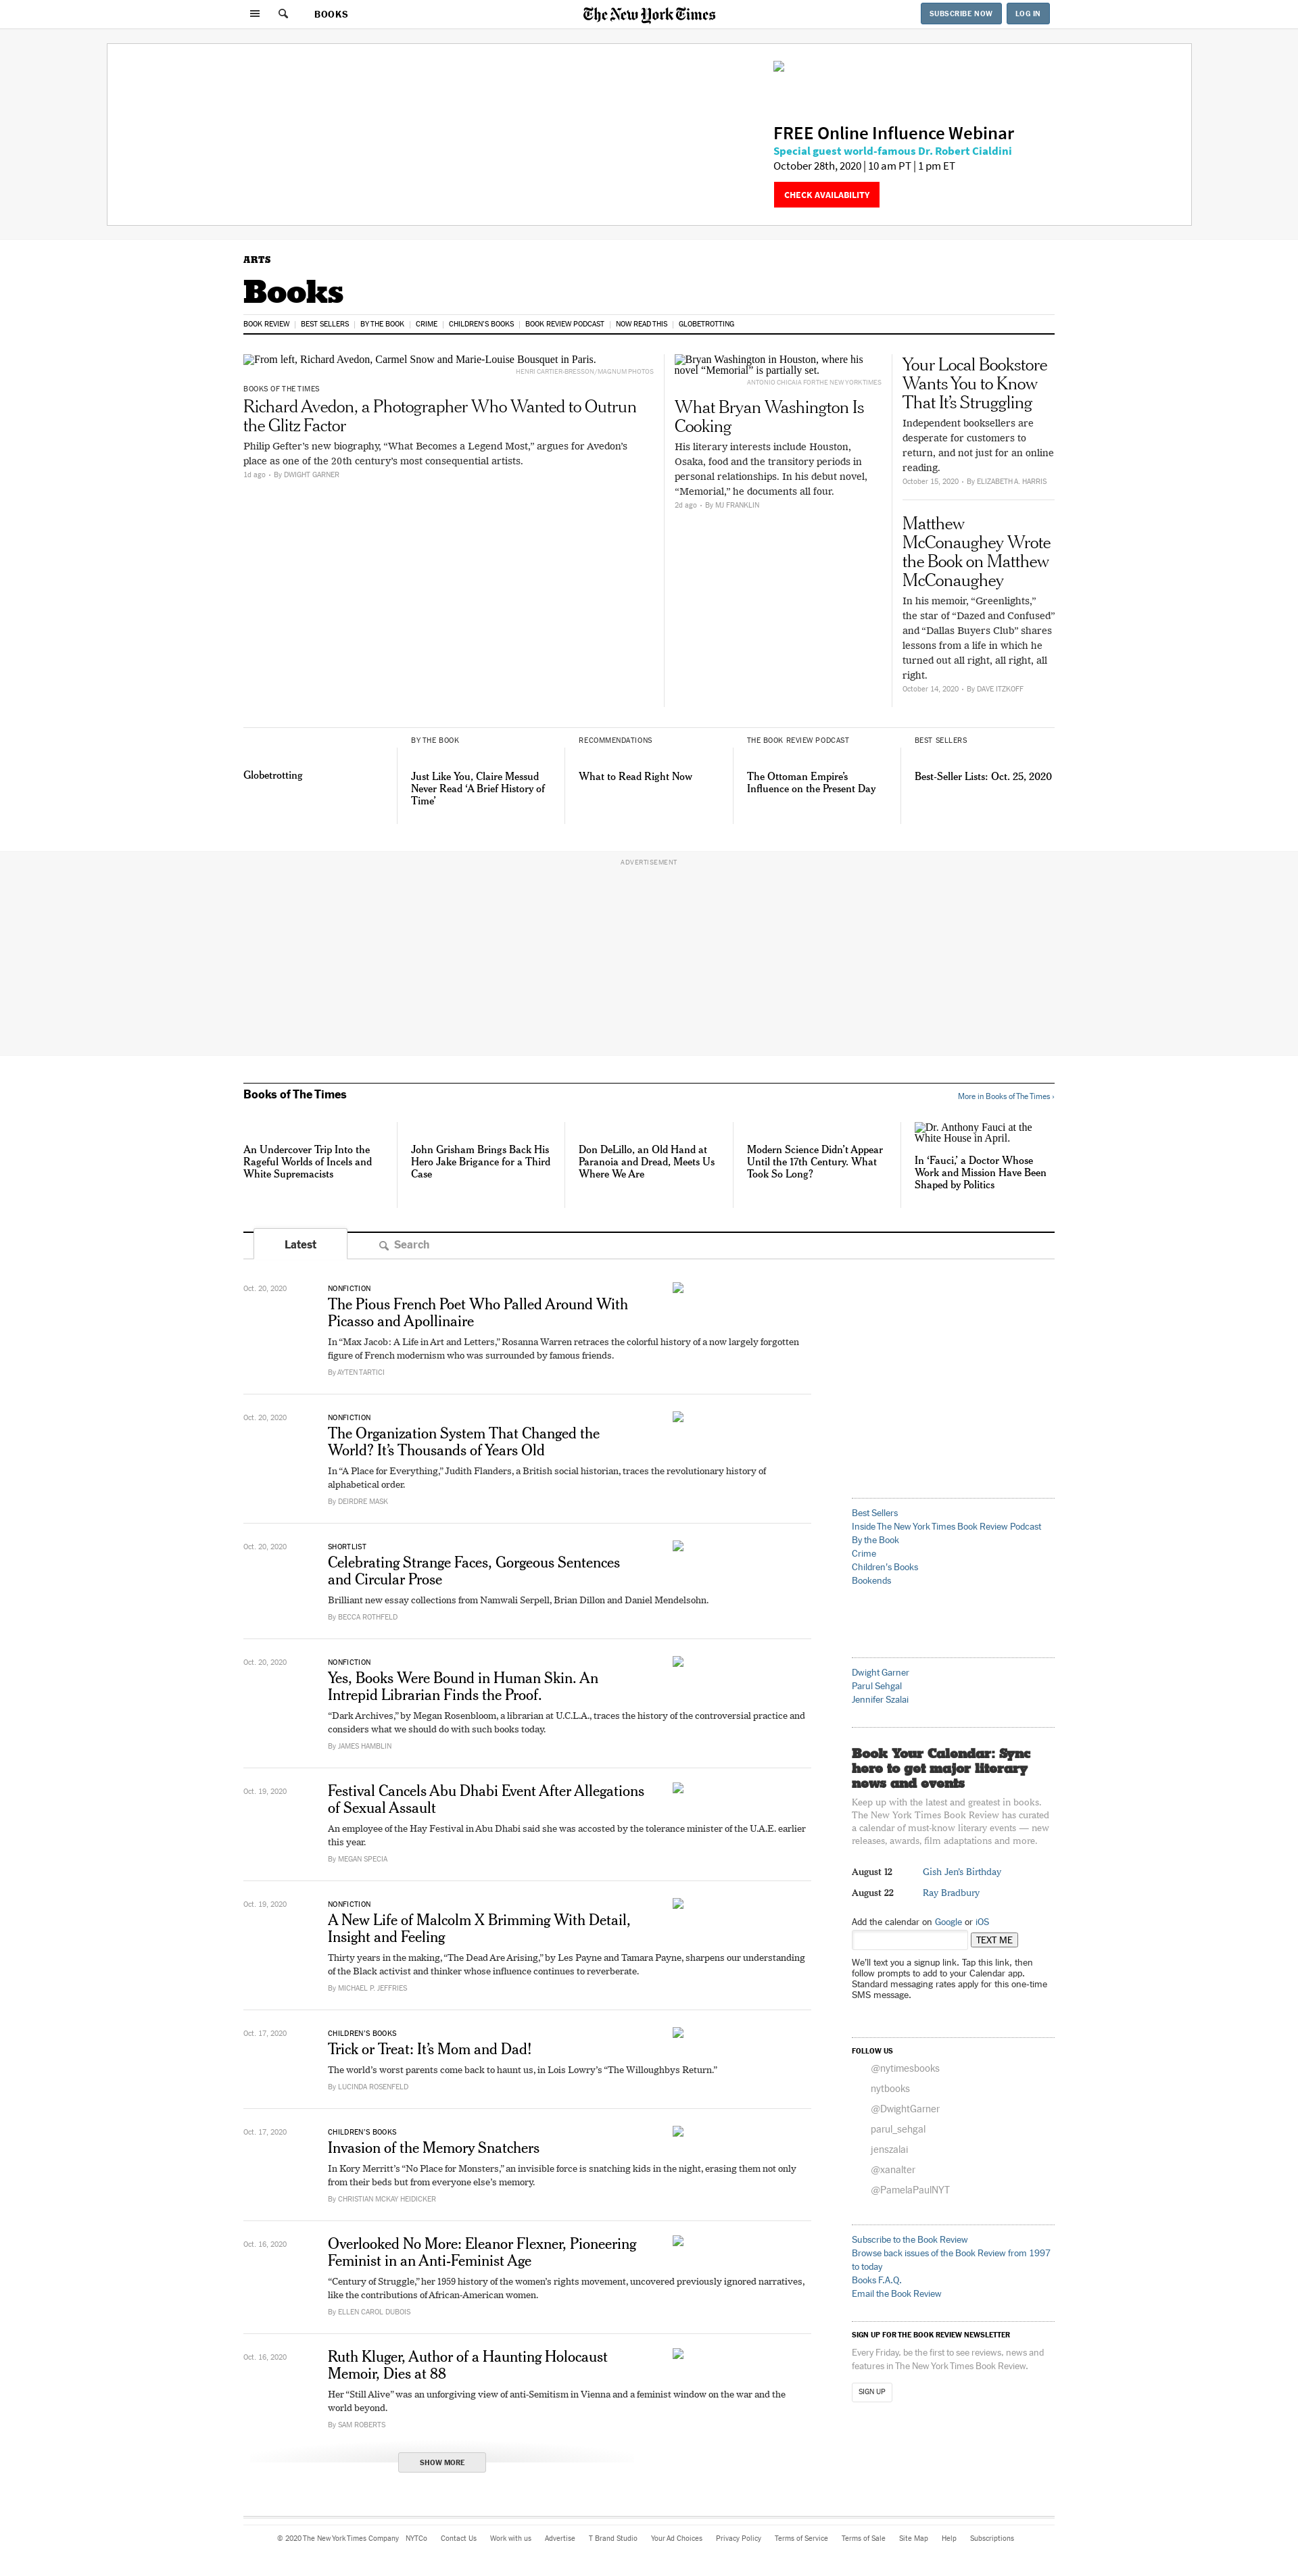 BOOKS
The New York Times
SUBSCRIBE NOW
LOG IN
FREE Online Influence Webinar
Special guest world-famous Dr. Robert Cialdini
October 28th, 2020 | 10 am PT | 1 pm ET
CHECK AVAILABILITY
ARTS
Books
BOOK REVIEW | BEST SELLERS | BY THE BOOK | CRIME | CHILDREN'S BOOKS | BOOK REVIEW PODCAST | NOW READ THIS | GLOBETROTTING
From left, Richard Avedon, Carmel Snow and Marie-Louise Bousquet in Paris.
HENRI CARTIER-BRESSON/MAGNUM PHOTOS
BOOKS OF THE TIMES
Richard Avedon, a Photographer Who Wanted to Outrun
the Glitz Factor
Philip Gefter's new biography, “What Becomes a Legend Most,” argues for Avedon's
place as one of the 20th century's most consequential artists.
1d ago • By DWIGHT GARNER
Bryan Washington in Houston, where his
novel “Memorial” is partially set.
ANTONIO CHICAIA FOR THE NEW YORK TIMES
What Bryan Washington Is
Cooking
His literary interests include Houston,
Osaka, food and the transitory periods in
personal relationships. In his debut novel,
“Memorial,” he documents all four.
2d ago • By MJ FRANKLIN
Your Local Bookstore
Wants You to Know
That It's Struggling
Independent booksellers are
desperate for customers to
return, and not just for an online
reading.
October 15, 2020 • By ELIZABETH A. HARRIS
Matthew
McConaughey Wrote
the Book on Matthew
McConaughey
In his memoir, “Greenlights,”
the star of “Dazed and Confused”
and “Dallas Buyers Club” shares
lessons from a life in which he
turned out all right, all right, all
right.
October 14, 2020 • By DAVE ITZKOFF
Globetrotting
BY THE BOOK
Just Like You, Claire Messud
Never Read ‘A Brief History of
Time’
RECOMMENDATIONS
What to Read Right Now
THE BOOK REVIEW PODCAST
The Ottoman Empire's
Influence on the Present Day
BEST SELLERS
Best-Seller Lists: Oct. 25, 2020
ADVERTISEMENT
Books of The Times
More in Books of The Times ›
An Undercover Trip Into the
Rageful Worlds of Incels and
White Supremacists
John Grisham Brings Back His
Hero Jake Brigance for a Third
Case
Don DeLillo, an Old Hand at
Paranoia and Dread, Meets Us
Where We Are
Modern Science Didn't Appear
Until the 17th Century. What
Took So Long?
Dr. Anthony Fauci at the
White House in April.
In ‘Fauci,’ a Doctor Whose
Work and Mission Have Been
Shaped by Politics
Latest
Search
Oct. 20, 2020
NONFICTION
The Pious French Poet Who Palled Around With
Picasso and Apollinaire
In “Max Jacob: A Life in Art and Letters,” Rosanna Warren retraces the colorful history of a now largely forgotten
figure of French modernism who was surrounded by famous friends.
By AYTEN TARTICI
Oct. 20, 2020
NONFICTION
The Organization System That Changed the
World? It's Thousands of Years Old
In “A Place for Everything,” Judith Flanders, a British social historian, traces the revolutionary history of
alphabetical order.
By DEIRDRE MASK
Oct. 20, 2020
SHORTLIST
Celebrating Strange Faces, Gorgeous Sentences
and Circular Prose
Brilliant new essay collections from Namwali Serpell, Brian Dillon and Daniel Mendelsohn.
By BECCA ROTHFELD
Oct. 20, 2020
NONFICTION
Yes, Books Were Bound in Human Skin. An
Intrepid Librarian Finds the Proof.
“Dark Archives,” by Megan Rosenbloom, a librarian at U.C.L.A., traces the history of the controversial practice and
considers what we should do with such books today.
By JAMES HAMBLIN
Oct. 19, 2020
Festival Cancels Abu Dhabi Event After Allegations
of Sexual Assault
An employee of the Hay Festival in Abu Dhabi said she was accosted by the tolerance minister of the U.A.E. earlier
this year.
By MEGAN SPECIA
Oct. 19, 2020
NONFICTION
A New Life of Malcolm X Brimming With Detail,
Insight and Feeling
Thirty years in the making, “The Dead Are Arising,” by Les Payne and Tamara Payne, sharpens our understanding
of the Black activist and thinker whose influence continues to reverberate.
By MICHAEL P. JEFFRIES
Oct. 17, 2020
CHILDREN'S BOOKS
Trick or Treat: It's Mom and Dad!
The world's worst parents come back to haunt us, in Lois Lowry's “The Willoughbys Return.”
By LUCINDA ROSENFELD
Oct. 17, 2020
CHILDREN'S BOOKS
Invasion of the Memory Snatchers
In Kory Merritt's “No Place for Monsters,” an invisible force is snatching kids in the night, erasing them not only
from their beds but from everyone else's memory.
By CHRISTIAN MCKAY HEIDICKER
Oct. 16, 2020
Overlooked No More: Eleanor Flexner, Pioneering
Feminist in an Anti-Feminist Age
“Century of Struggle,” her 1959 history of the women's rights movement, uncovered previously ignored narratives,
like the contributions of African-American women.
By ELLEN CAROL DUBOIS
Oct. 16, 2020
Ruth Kluger, Author of a Haunting Holocaust
Memoir, Dies at 88
Her “Still Alive” was an unforgiving view of anti-Semitism in Vienna and a feminist window on the war and the
world beyond.
By SAM ROBERTS
SHOW MORE
Best Sellers
Inside The New York Times Book Review Podcast
By the Book
Crime
Children's Books
Bookends
Dwight Garner
Parul Sehgal
Jennifer Szalai
Book Your Calendar: Sync
here to get major literary
news and events
Keep up with the latest and greatest in books.
The New York Times Book Review has curated
a calendar of must-know literary events — new
releases, awards, film adaptations and more.
August 12 Gish Jen's Birthday
August 22 Ray Bradbury
Add the calendar on Google or iOS
TEXT ME
We'll text you a signup link. Tap this link, then
follow prompts to add to your Calendar app.
Standard messaging rates apply for this one-time
SMS message.
FOLLOW US
@nytimesbooks
nytbooks
@DwightGarner
parul_sehgal
jenszalai
@xanalter
@PamelaPaulNYT
Subscribe to the Book Review
Browse back issues of the Book Review from 1997
to today
Books F.A.Q.
Email the Book Review
SIGN UP FOR THE BOOK REVIEW NEWSLETTER
Every Friday, be the first to see reviews, news and
features in The New York Times Book Review.
SIGN UP
© 2020 The New York Times Company NYTCo Contact Us Work with us Advertise T Brand Studio Your Ad Choices Privacy Policy Terms of Service Terms of Sale Site Map Help Subscriptions